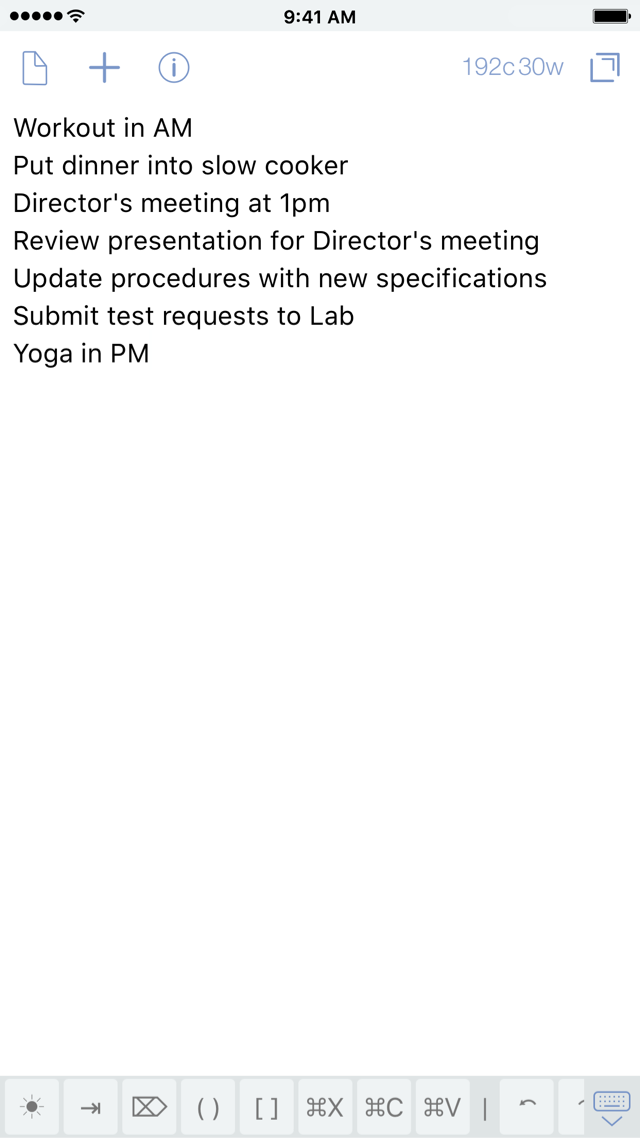 9:41 AM
192c 30w
Workout in AM
Put dinner into slow cooker
Director's meeting at 1pm
Review presentation for Director's meeting
Update procedures with new specifications
Submit test requests to Lab
Yoga in PM
( ) [ ] ⌘X ⌘C ⌘V |